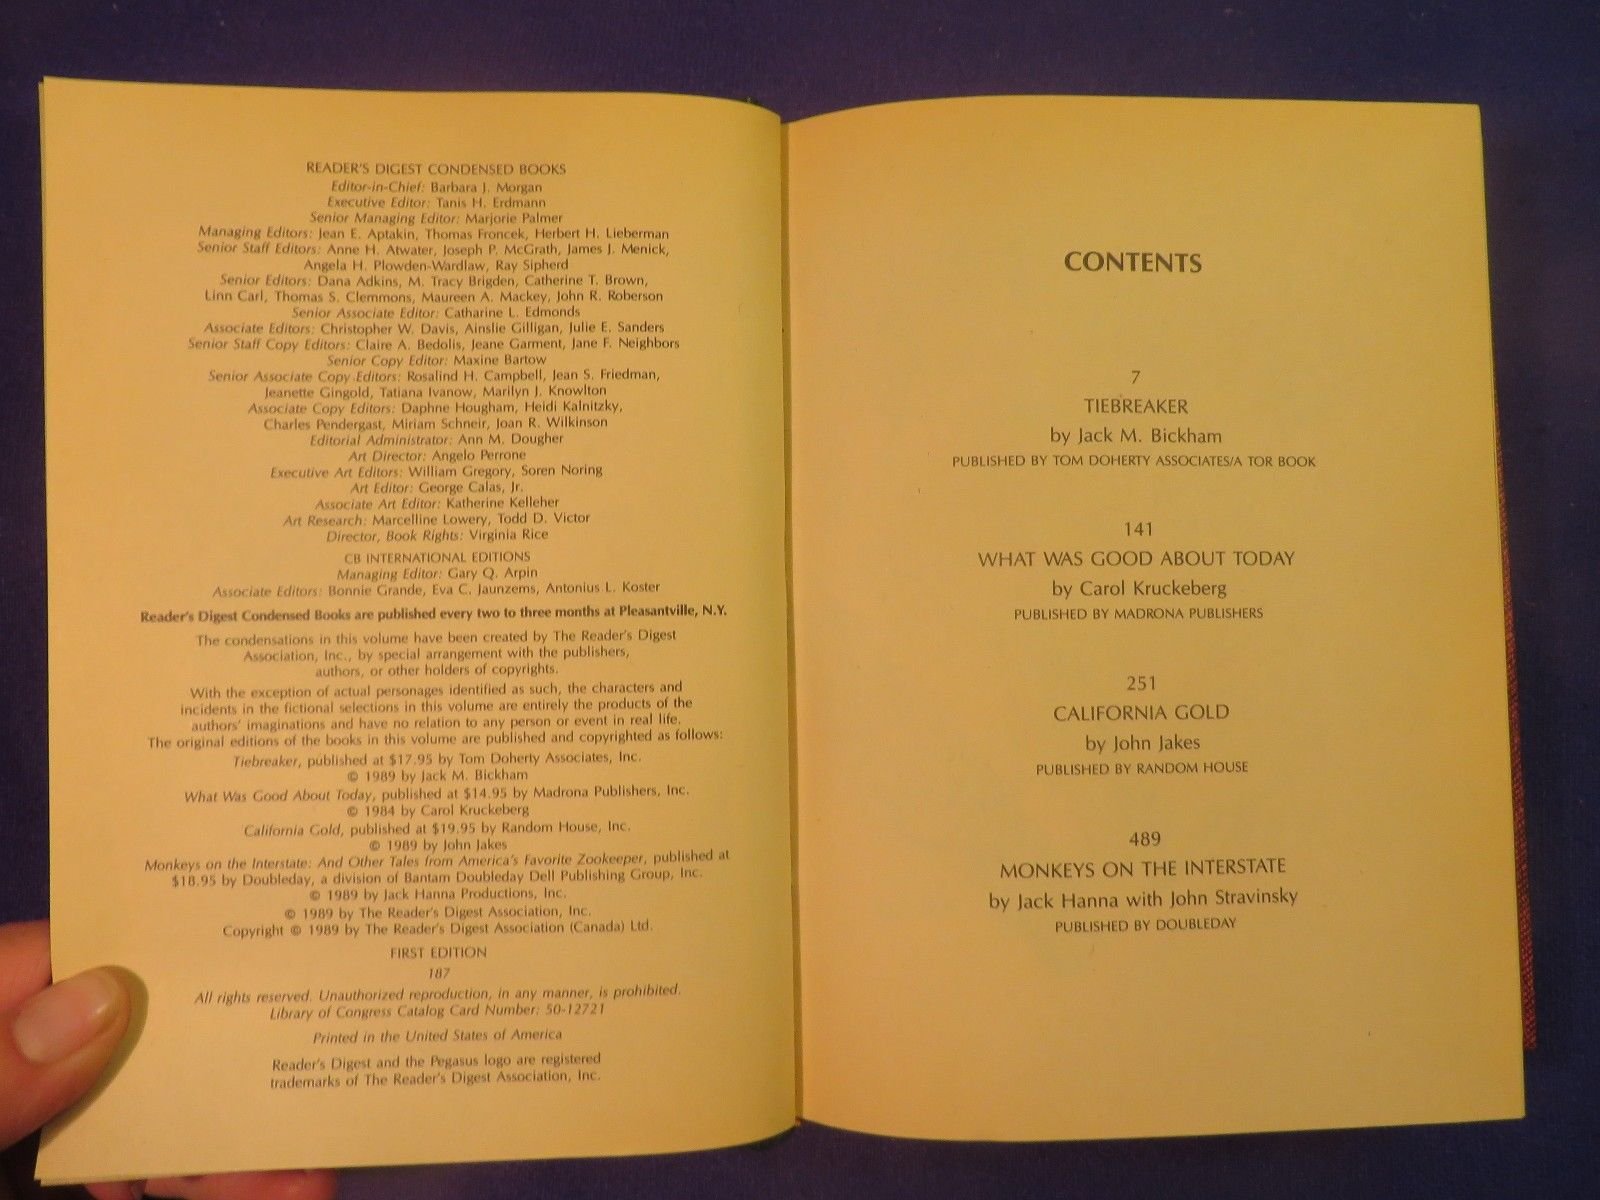 READER'S DIGEST CONDENSED BOOKS
Editor-in-Chief: Barbara J. Morgan
Executive Editor: Tanis H. Erdmann
Senior Managing Editor: Marjorie Palmer
Managing Editors: Jean E. Aptakin, Thomas Froncek, Herbert H. Lieberman
Senior Staff Editors: Anne H. Atwater, Joseph P. McGrath, James J. Menick,
Angela H. Plowden-Wardlaw, Ray Sipherd
Senior Editors: Dana Adkins, M. Tracy Brigden, Catherine T. Brown,
Linn Carl, Thomas S. Clemmons, Maureen A. Mackey, John R. Roberson
Senior Associate Editor: Catharine L. Edmonds
Associate Editors: Christopher W. Davis, Ainslie Gilligan, Julie E. Sanders
Senior Staff Copy Editors: Claire A. Bedolis, Jeane Garment, Jane F. Neighbors
Senior Copy Editor: Maxine Bartow
Senior Associate Copy Editors: Rosalind H. Campbell, Jean S. Friedman,
Jeanette Gingold, Tatiana Ivanow, Marilyn J. Knowlton
Associate Copy Editors: Daphne Hougham, Heidi Kalnitzky,
Charles Pendergast, Miriam Schneir, Joan R. Wilkinson
Editorial Administrator: Ann M. Dougher
Art Director: Angelo Perrone
Executive Art Editors: William Gregory, Soren Noring
Art Editor: George Calas, Jr.
Associate Art Editor: Katherine Kelleher
Art Research: Marcelline Lowery, Todd D. Victor
Director, Book Rights: Virginia Rice
CB INTERNATIONAL EDITIONS
Managing Editor: Gary Q. Arpin
Associate Editors: Bonnie Grande, Eva C. Jaunzems, Antonius L. Koster
Reader's Digest Condensed Books are published every two to three months at Pleasantville, N.Y.
The condensations in this volume have been created by The Reader's Digest
Association, Inc., by special arrangement with the publishers,
authors, or other holders of copyrights.
With the exception of actual personages identified as such, the characters and
incidents in the fictional selections in this volume are entirely the products of the
authors' imaginations and have no relation to any person or event in real life.
The original editions of the books in this volume are published and copyrighted as follows:
Tiebreaker, published at $17.95 by Tom Doherty Associates, Inc.
© 1989 by Jack M. Bickham
What Was Good About Today, published at $14.95 by Madrona Publishers, Inc.
© 1984 by Carol Kruckeberg
California Gold, published at $19.95 by Random House, Inc.
© 1989 by John Jakes
Monkeys on the Interstate: And Other Tales from America's Favorite Zookeeper, published at
$18.95 by Doubleday, a division of Bantam Doubleday Dell Publishing Group, Inc.
© 1989 by Jack Hanna Productions, Inc.
© 1989 by The Reader's Digest Association, Inc.
Copyright © 1989 by The Reader's Digest Association (Canada) Ltd.
FIRST EDITION
187
All rights reserved. Unauthorized reproduction, in any manner, is prohibited.
Library of Congress Catalog Card Number: 50-12721
Printed in the United States of America
Reader's Digest and the Pegasus logo are registered
trademarks of The Reader's Digest Association, Inc.
CONTENTS
7
TIEBREAKER
by Jack M. Bickham
PUBLISHED BY TOM DOHERTY ASSOCIATES/A TOR BOOK
141
WHAT WAS GOOD ABOUT TODAY
by Carol Kruckeberg
PUBLISHED BY MADRONA PUBLISHERS
251
CALIFORNIA GOLD
by John Jakes
PUBLISHED BY RANDOM HOUSE
489
MONKEYS ON THE INTERSTATE
by Jack Hanna with John Stravinsky
PUBLISHED BY DOUBLEDAY